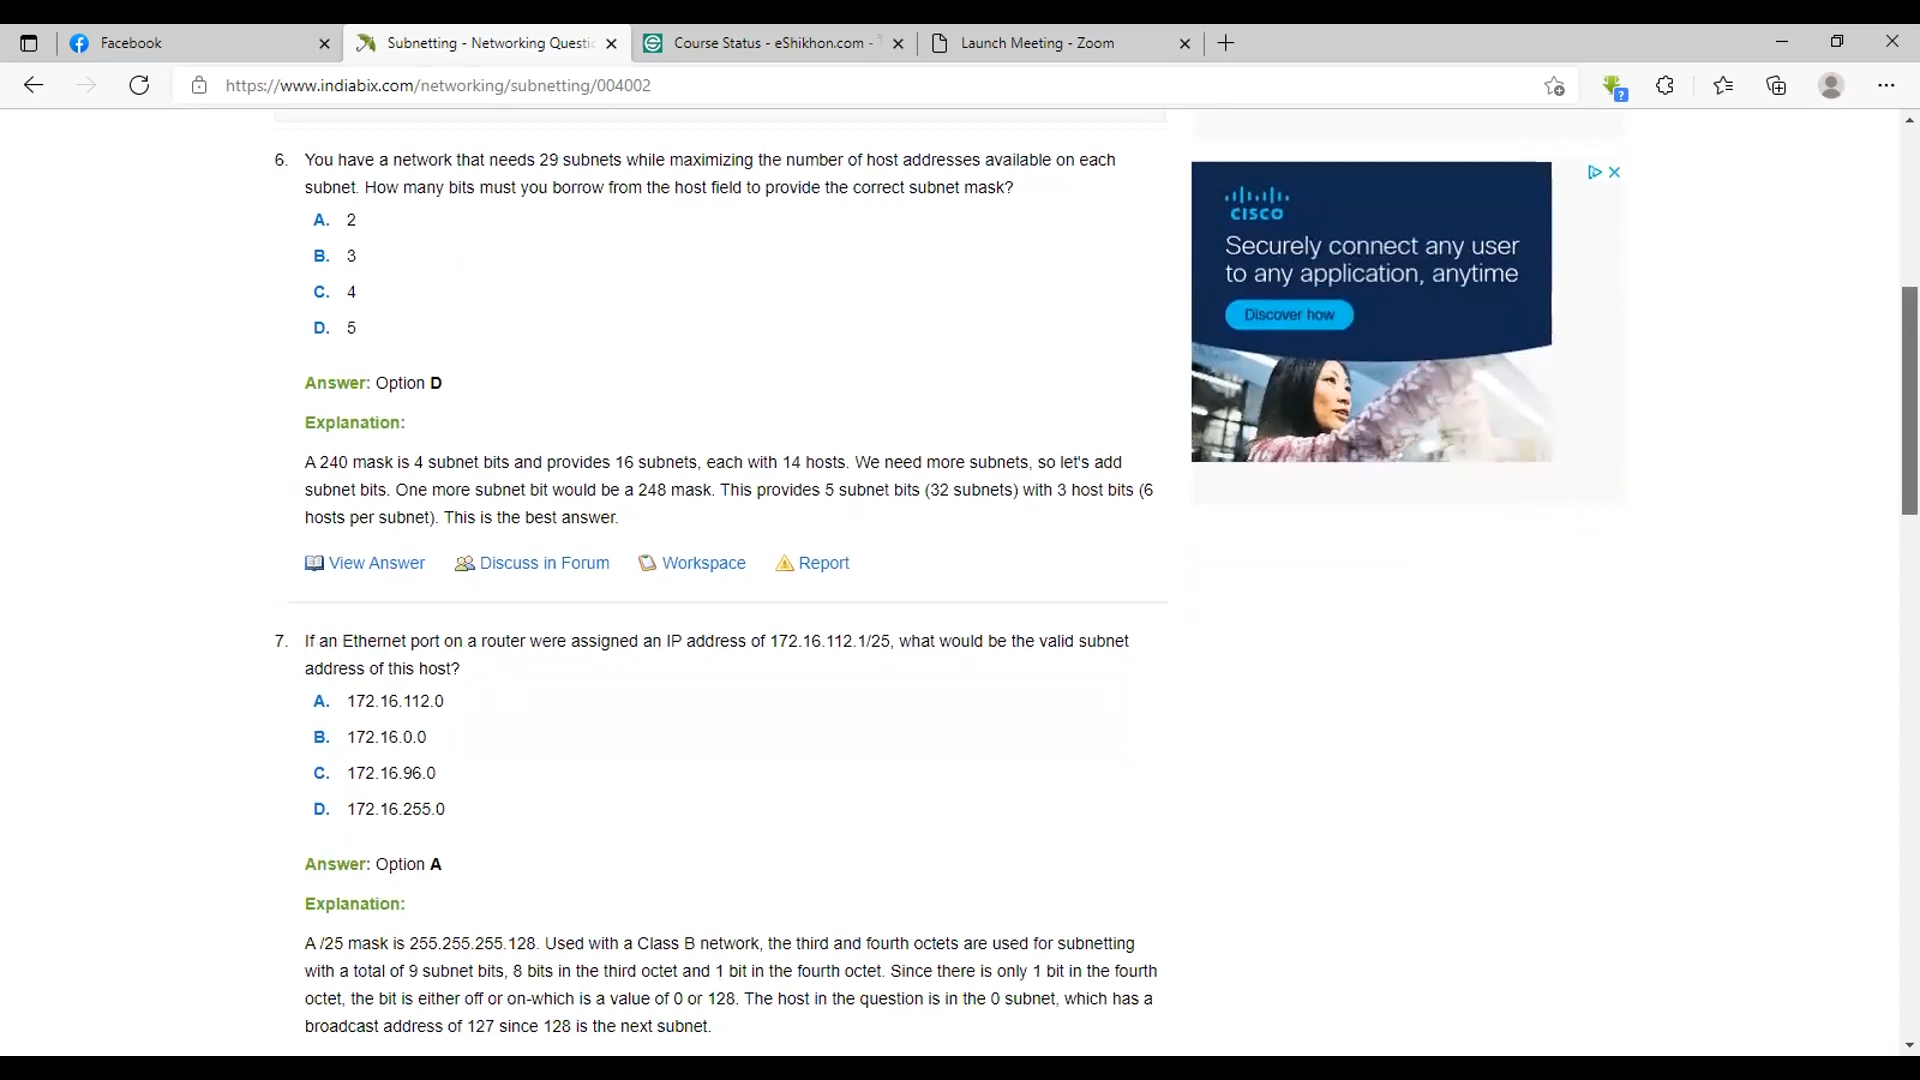 Facebook
Subnetting - Networking Questi
Course Status - eShikhon.com -
Launch Meeting - Zoom
https://www.indiabix.com/networking/subnetting/004002
6. You have a network that needs 29 subnets while maximizing the number of host addresses available on each
subnet. How many bits must you borrow from the host field to provide the correct subnet mask?
A. 2
B. 3
C. 4
D. 5
Answer: Option D
Explanation:
A 240 mask is 4 subnet bits and provides 16 subnets, each with 14 hosts. We need more subnets, so let's add
subnet bits. One more subnet bit would be a 248 mask. This provides 5 subnet bits (32 subnets) with 3 host bits (6
hosts per subnet). This is the best answer.
View Answer Discuss in Forum Workspace Report
7. If an Ethernet port on a router were assigned an IP address of 172.16.112.1/25, what would be the valid subnet
address of this host?
A. 172.16.112.0
B. 172.16.0.0
C. 172.16.96.0
D. 172.16.255.0
Answer: Option A
Explanation:
A /25 mask is 255.255.255.128. Used with a Class B network, the third and fourth octets are used for subnetting
with a total of 9 subnet bits, 8 bits in the third octet and 1 bit in the fourth octet. Since there is only 1 bit in the fourth
octet, the bit is either off or on-which is a value of 0 or 128. The host in the question is in the 0 subnet, which has a
broadcast address of 127 since 128 is the next subnet.
CISCO
Securely connect any user
to any application, anytime
Discover how